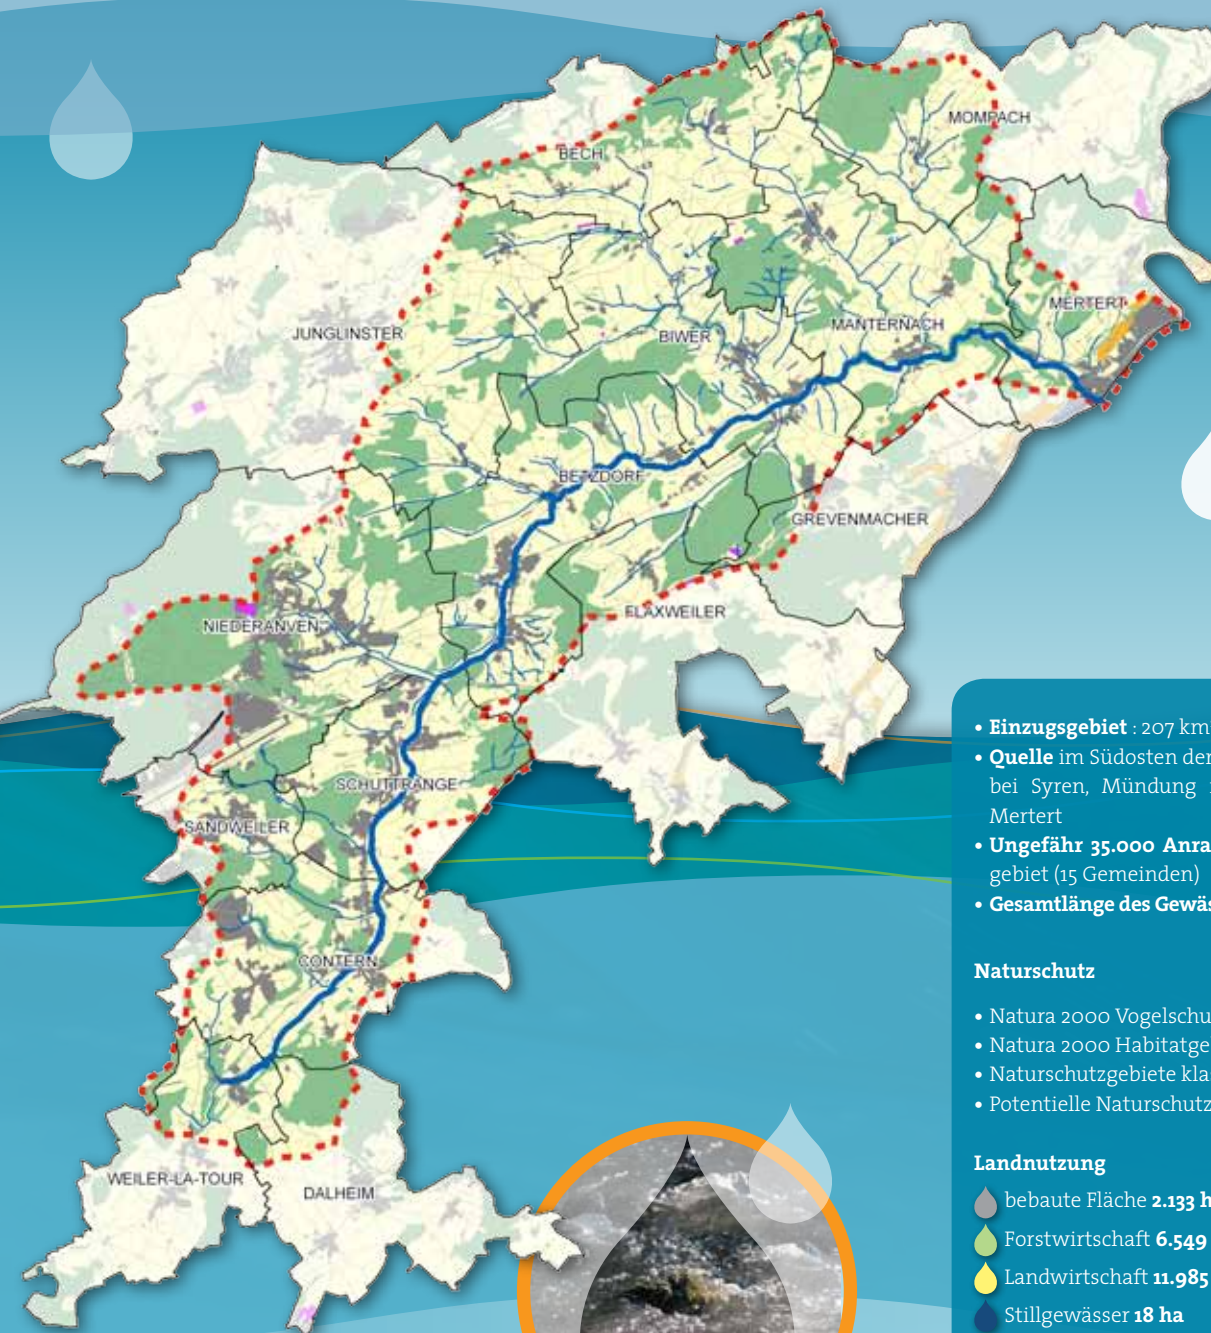 MOMPACH
BECH
JUNGLINSTER
MERTERT
BIWER
MANTERNACH
BETZDORF
GREVENMACHER
FLAXWEILER
NIEDERANVEN
SCHUTTRANGE
SANDWEILER
CONTERN
WEILER-LA-TOUR
DALHEIM
• Einzugsgebiet : 207 km
• Quelle im Südosten der
bei Syren, Mündung
Mertert
• Ungefähr 35.000 Anra
gebiet (15 Gemeinden)
• Gesamtlänge des Gewäs
Naturschutz
• Natura 2000 Vogelschu
• Natura 2000 Habitatge
• Naturschutzgebiete kla
• Potentielle Naturschutz
Landnutzung
bebaute Fläche 2.133 h
Forstwirtschaft 6.549
Landwirtschaft 11.985
Stillgewässer 18 ha